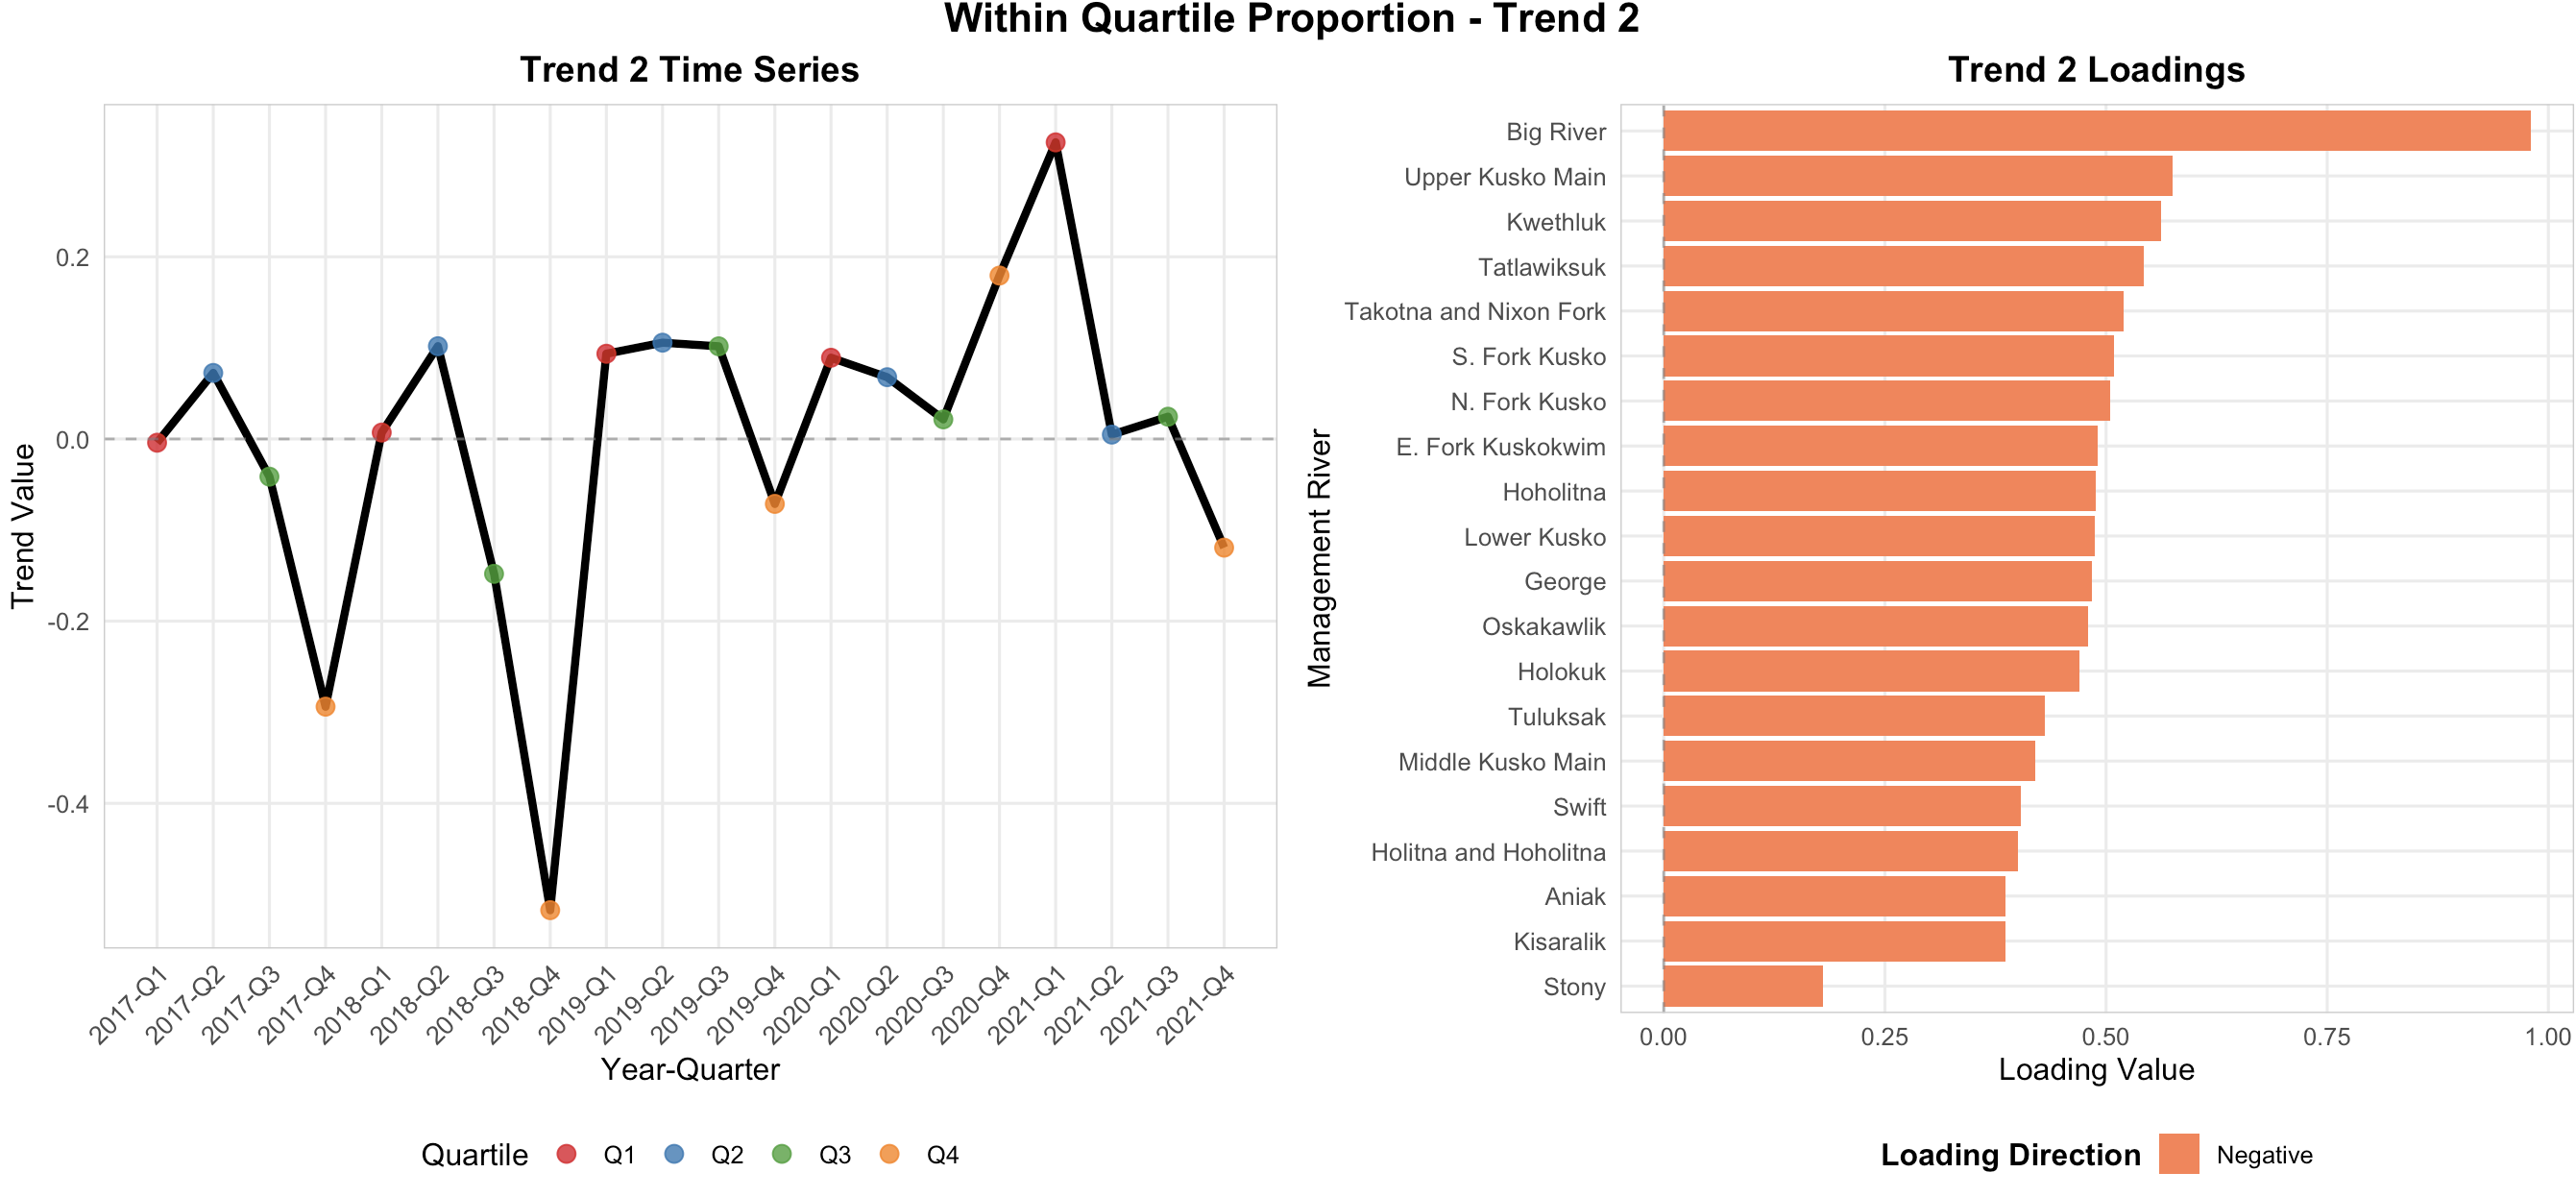 Within Quartile Proportion - Trend 2
Trend 2 Time Series
Trend Value
0.2
0.0
-0.2
-0.4
2017-Q1
2017-Q2
2017-Q3
2017-Q4
2018-Q1
2018-Q2
2018-Q3
2018-Q4
2019-Q1
2019-Q2
2019-Q3
2019-Q4
2020-Q1
2020-Q2
2020-Q3
2020-Q4
2021-Q1
2021-Q2
2021-Q3
2021-Q4
Year-Quarter
Quartile Q1 Q2 Q3 Q4
Trend 2 Loadings
Management River
Big River
Upper Kusko Main
Kwethluk
Tatlawiksuk
Takotna and Nixon Fork
S. Fork Kusko
N. Fork Kusko
E. Fork Kuskokwim
Hoholitna
Lower Kusko
George
Oskakawlik
Holokuk
Tuluksak
Middle Kusko Main
Swift
Holitna and Hoholitna
Aniak
Kisaralik
Stony
0.00 0.25 0.50 0.75 1.00
Loading Value
Loading Direction Negative